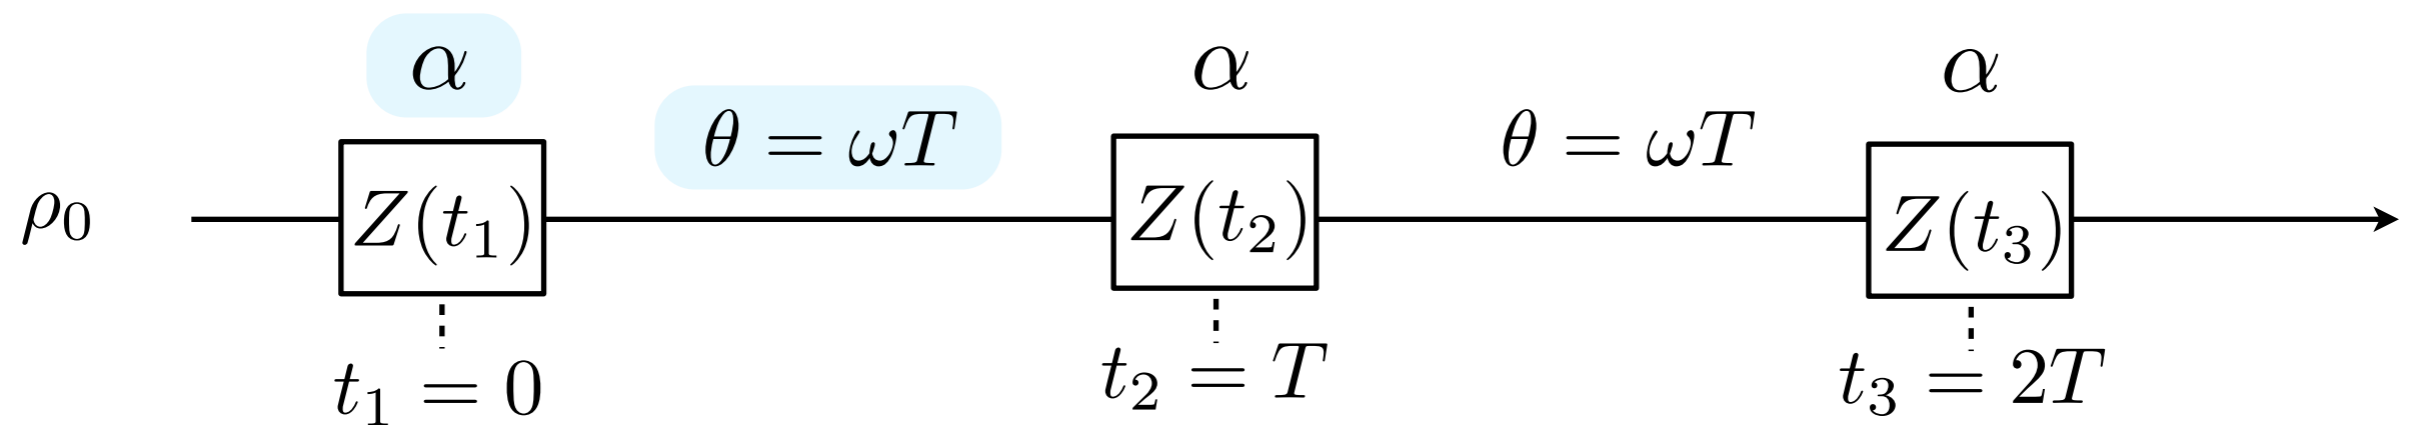 α α α
θ = ωT θ = ωT
ρ₀ Z(t₁) Z(t₂) Z(t₃)
t₁ = 0 t₂ = T t₃ = 2T